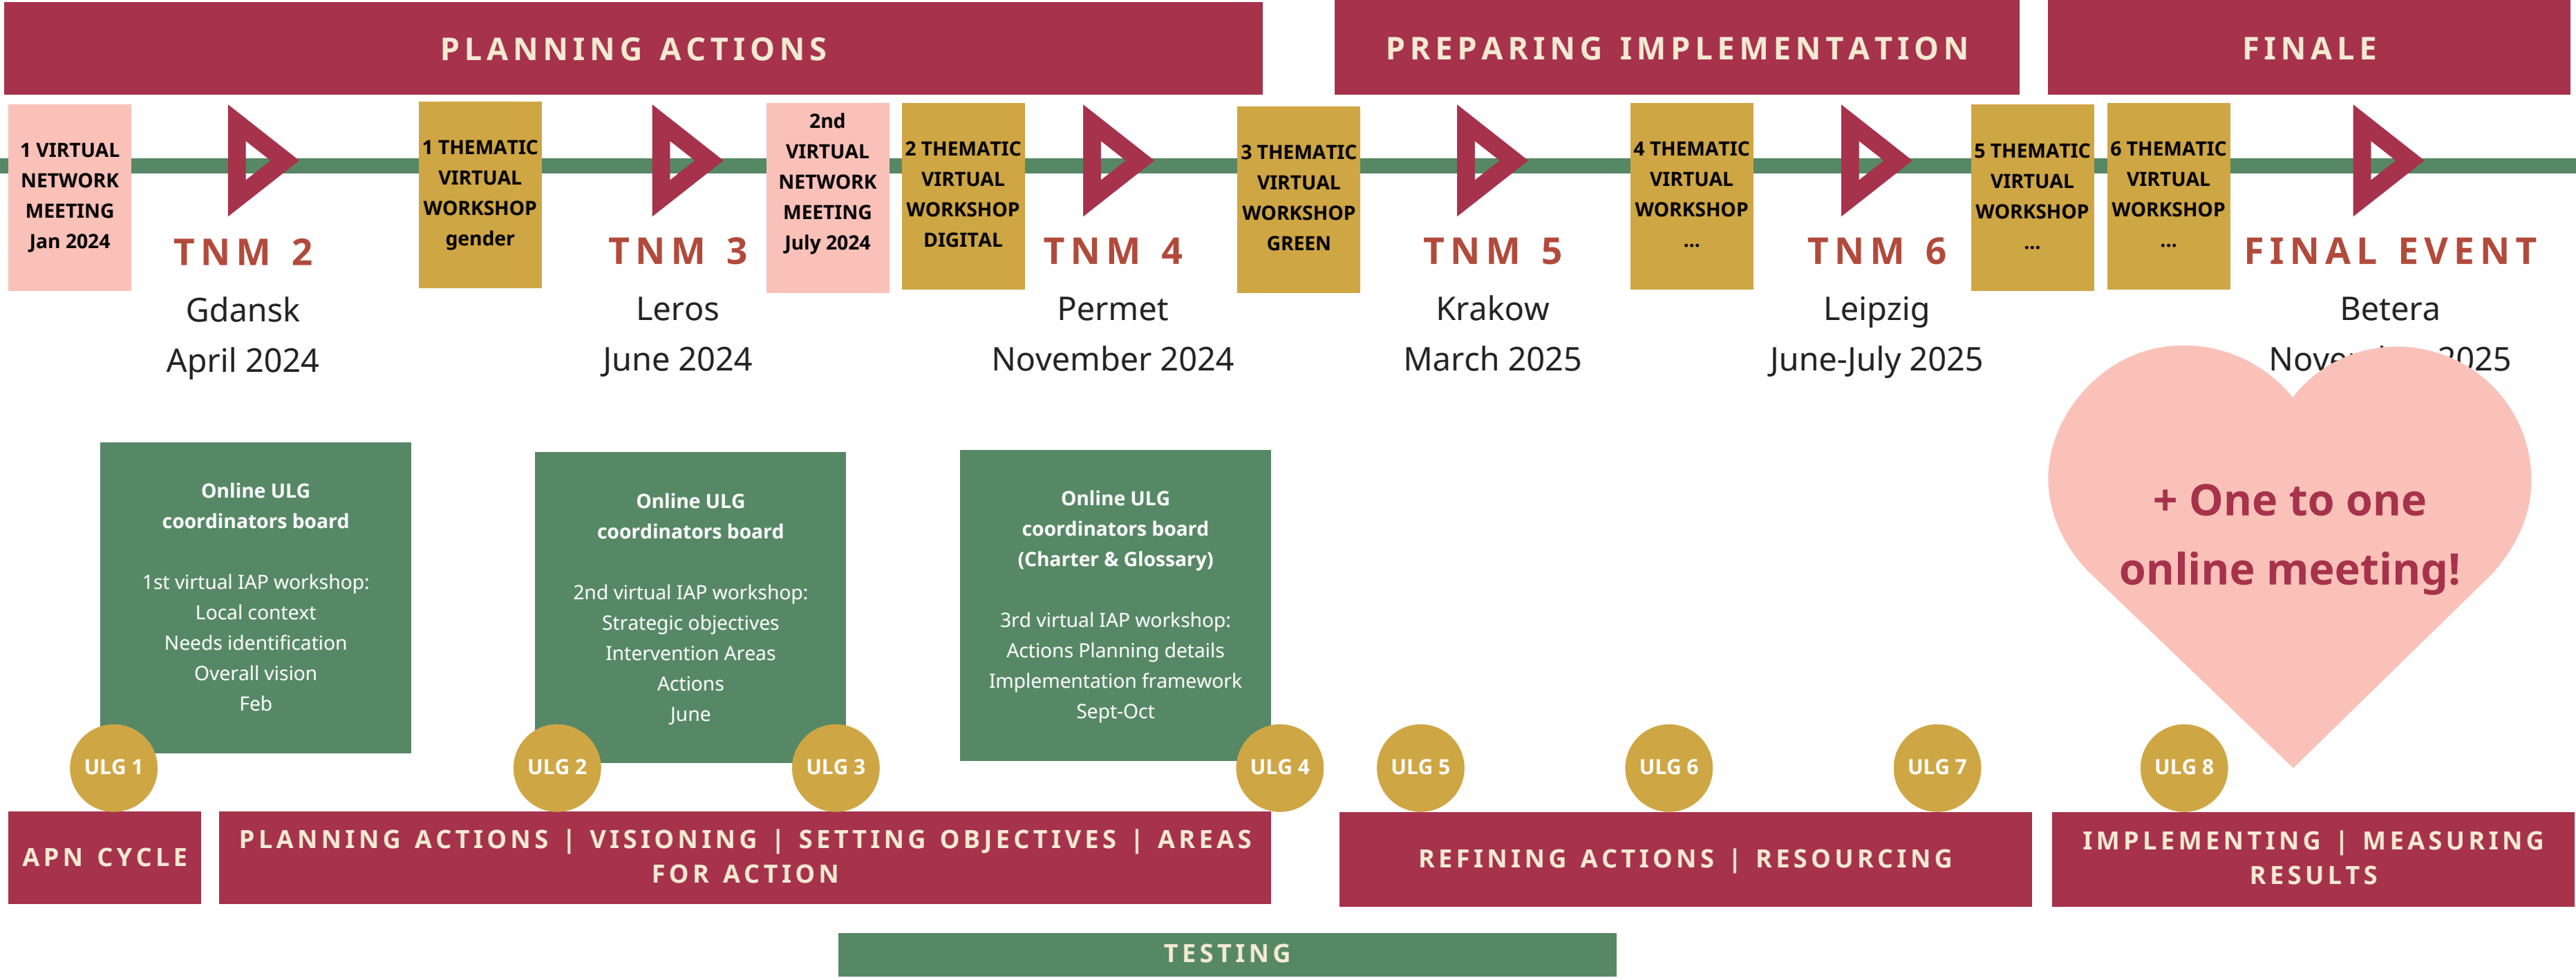 PLANNING ACTIONS
PREPARING IMPLEMENTATION
FINALE
1 VIRTUAL
NETWORK
MEETING
Jan 2024
TNM 2
Gdansk
April 2024
1 THEMATIC
VIRTUAL
WORKSHOP
gender
TNM 3
Leros
June 2024
2nd
VIRTUAL
NETWORK
MEETING
July 2024
2 THEMATIC
VIRTUAL
WORKSHOP
DIGITAL
TNM 4
Permet
November 2024
3 THEMATIC
VIRTUAL
WORKSHOP
GREEN
TNM 5
Krakow
March 2025
4 THEMATIC
VIRTUAL
WORKSHOP
...
TNM 6
Leipzig
June-July 2025
5 THEMATIC
VIRTUAL
WORKSHOP
...
6 THEMATIC
VIRTUAL
WORKSHOP
...
FINAL EVENT
Betera
2025
Online ULG
coordinators board
1st virtual IAP workshop:
Local context
Needs identification
Overall vision
Feb
Online ULG
coordinators board
2nd virtual IAP workshop:
Strategic objectives
Intervention Areas
Actions
June
Online ULG
coordinators board
(Charter & Glossary)
3rd virtual IAP workshop:
Actions Planning details
Implementation framework
Sept-Oct
+ One to one
online meeting!
ULG 1
ULG 2
ULG 3
ULG 4
ULG 5
ULG 6
ULG 7
ULG 8
APN CYCLE
PLANNING ACTIONS | VISIONING | SETTING OBJECTIVES | AREAS
FOR ACTION
REFINING ACTIONS | RESOURCING
IMPLEMENTING | MEASURING
RESULTS
TESTING